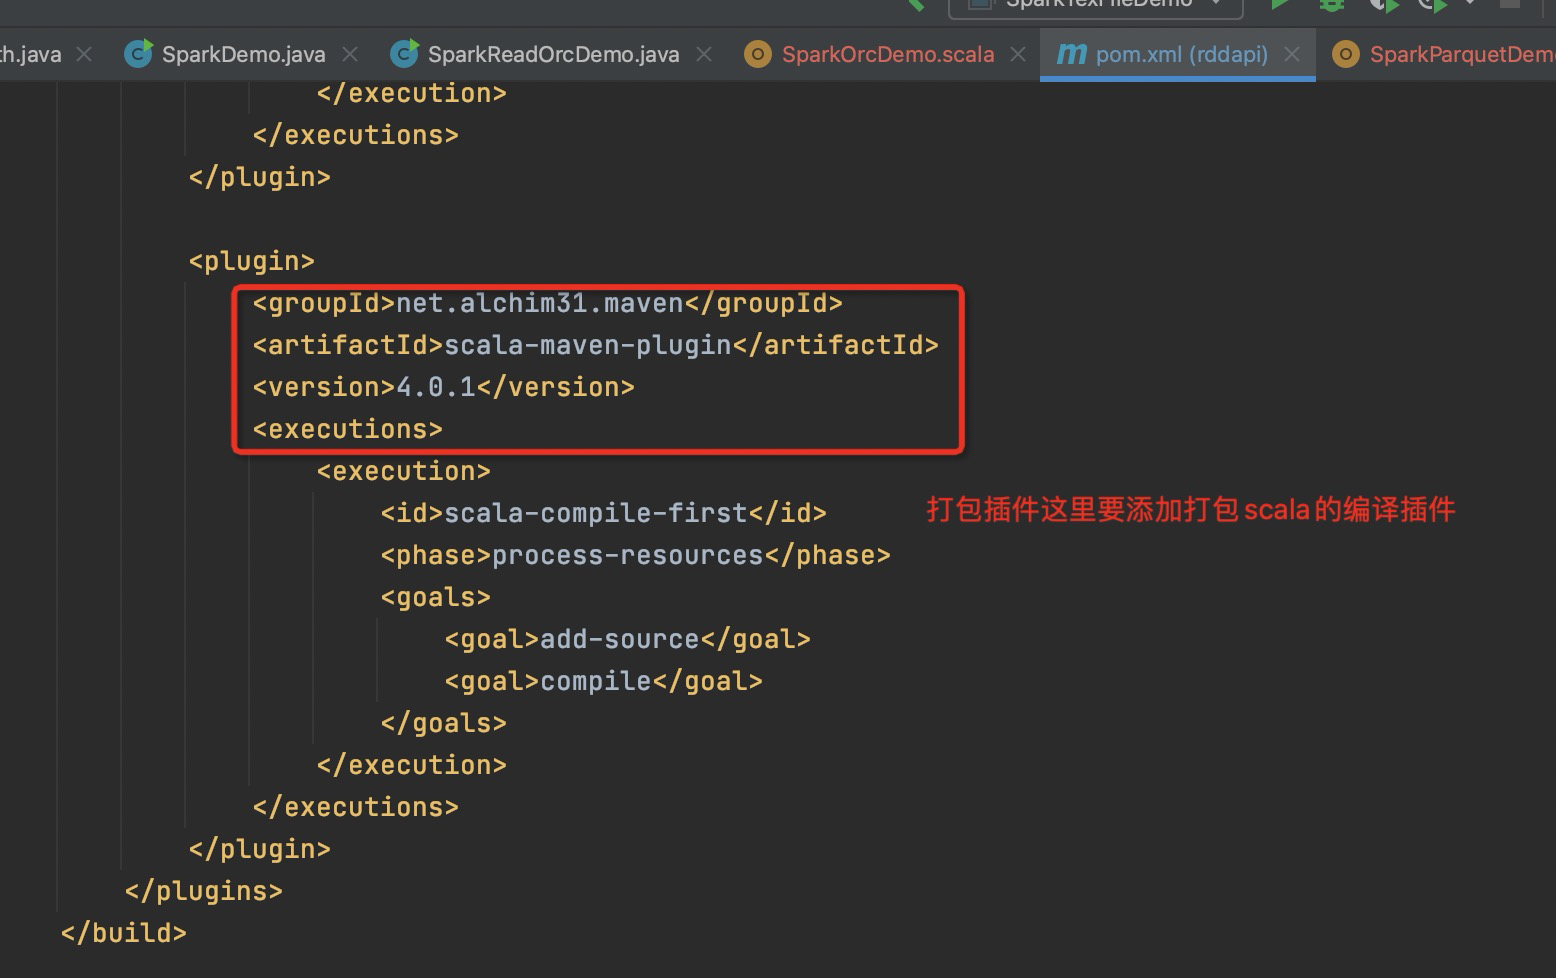 SparkTexFileDemo
th.java
SparkDemo.java
SparkReadOrcDemo.java
SparkOrcDemo.scala
pom.xml (rddapi)
SparkParquetDem
</execution>
</executions>
</plugin>
<plugin>
<groupId>net.alchim31.maven</groupId>
<artifactId>scala-maven-plugin</artifactId>
<version>4.0.1</version>
<executions>
<execution>
<id>scala-compile-first</id>
打包插件这里要添加打包scala的编译插件
<phase>process-resources</phase>
<goals>
<goal>add-source</goal>
<goal>compile</goal>
</goals>
</execution>
</executions>
</plugin>
</plugins>
</build>